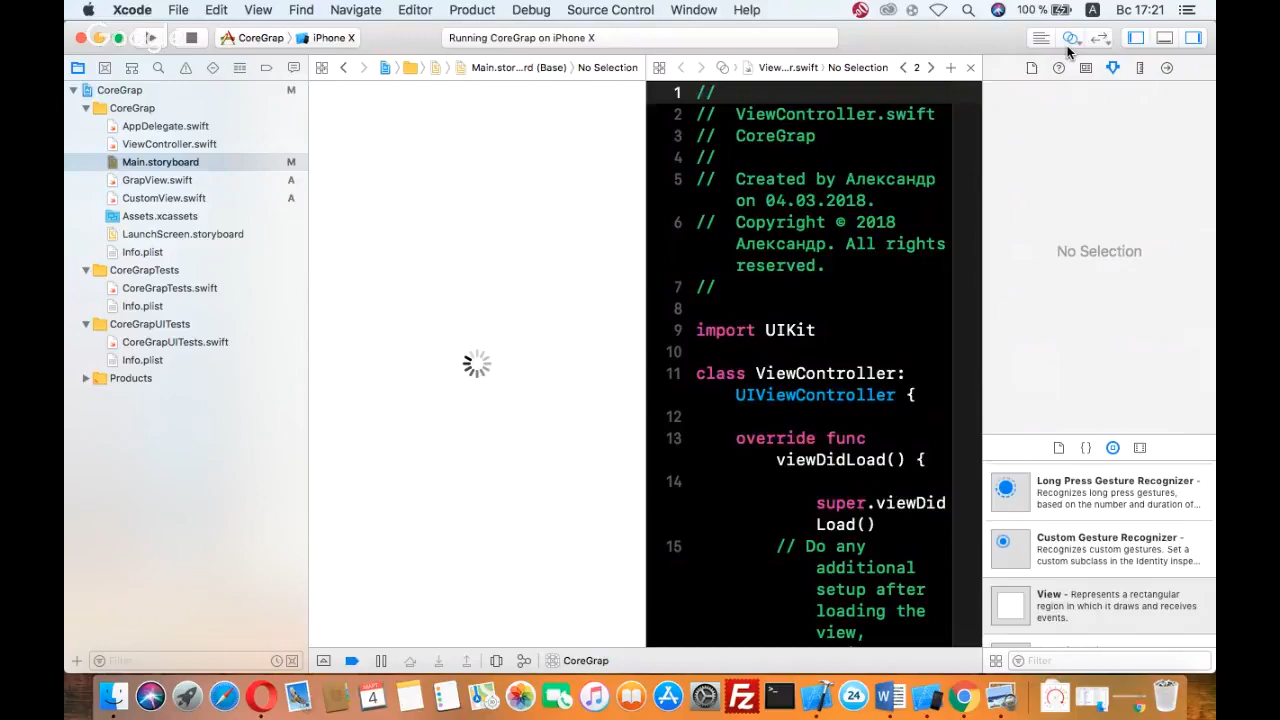 Xcode File Edit View Find Navigate Editor Product Debug Source Control Window Help 100 % A Вс 17:21
CoreGrap iPhone X Running CoreGrap on iPhone X
Main.story...rd (Base) No Selection View...r.swift No Selection 2
CoreGrap M
CoreGrap
AppDelegate.swift
ViewController.swift
Main.storyboard M
GrapView.swift A
CustomView.swift A
Assets.xcassets
LaunchScreen.storyboard
Info.plist
CoreGrapTests
CoreGrapTests.swift
Info.plist
CoreGrapUITests
CoreGrapUITests.swift
Info.plist
Products
Filter
1 //
2 // ViewController.swift
3 // CoreGrap
4 //
5 // Created by Александр
on 04.03.2018.
6 // Copyright © 2018
Александр. All rights
reserved.
7 //
8
9 import UIKit
10
11 class ViewController:
UIViewController {
12
13 override func
viewDidLoad() {
14
super.viewDid
Load()
15 // Do any
additional
setup after
loading the
view,
CoreGrap
No Selection
{ }
Long Press Gesture Recognizer -
Recognizes long press gestures,
based on the number and duration of...
Custom Gesture Recognizer -
Recognizes custom gestures. Set a
custom subclass in the identity inspe...
View - Represents a rectangular
region in which it draws and receives
events.
Filter
4
Fz
24
W